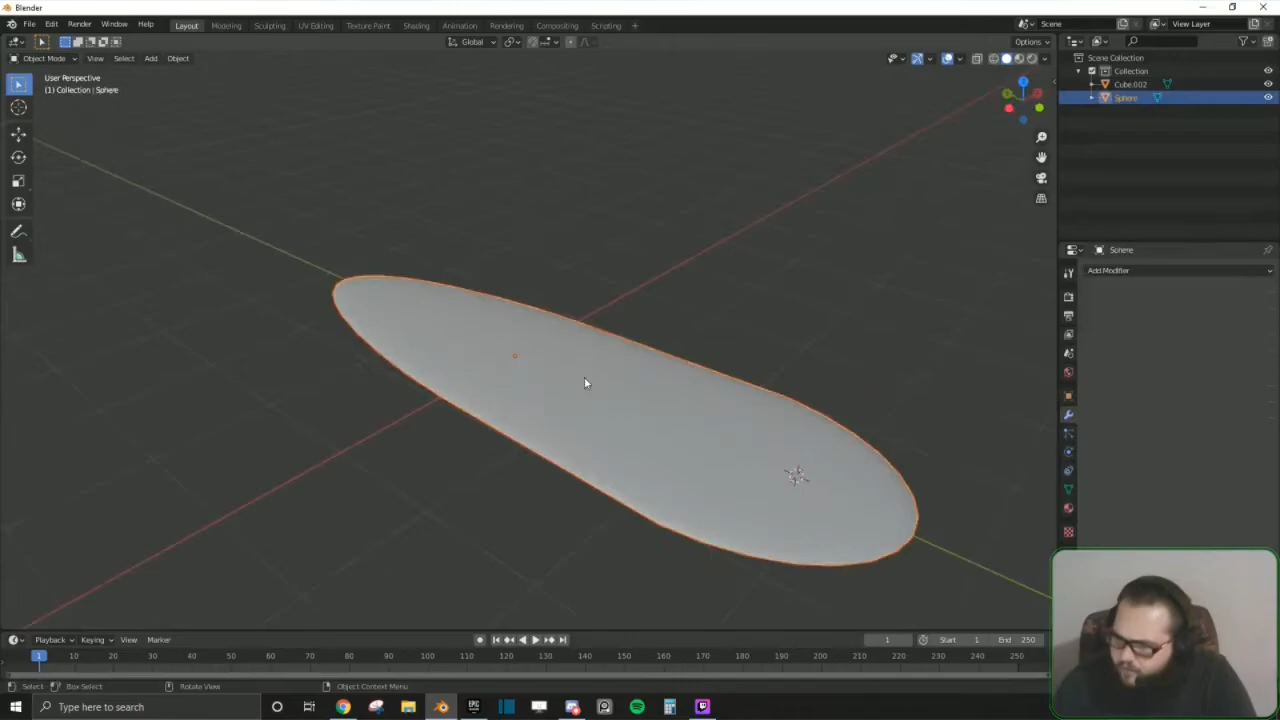 Blender
File Edit Render Window Help
Layout Modeling Sculpting UV Editing Texture Paint Shading Animation Rendering Compositing Scripting +
Scene
View Layer
Global
Options
Object Mode View Select Add Object
User Perspective
(1) Collection | Sphere
Scene Collection
Collection
Cube.002
Sphere
Sphere
Add Modifier
Playback Keying View Marker
1 Start 1 End 250
1 10 20 30 40 50 60 70 80 90 100 110 120 130 140 150 160 170 180 190 200 210 220 230 240 250
Select Box Select Rotate View Object Context Menu
Type here to search